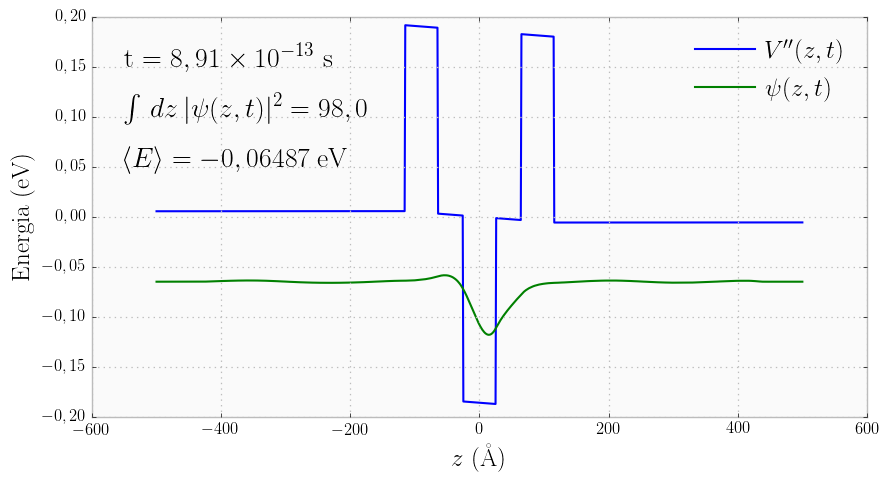 t = 8,91 × 10⁻¹³ s
∫ dz |ψ(z,t)|² = 98,0
⟨E⟩ = −0,06487 eV
V''(z,t)
ψ(z,t)
Energia (eV)
0,20
0,15
0,10
0,05
0,00
−0,05
−0,10
−0,15
−0,20
−600 −400 −200 0 200 400 600
z (Å)